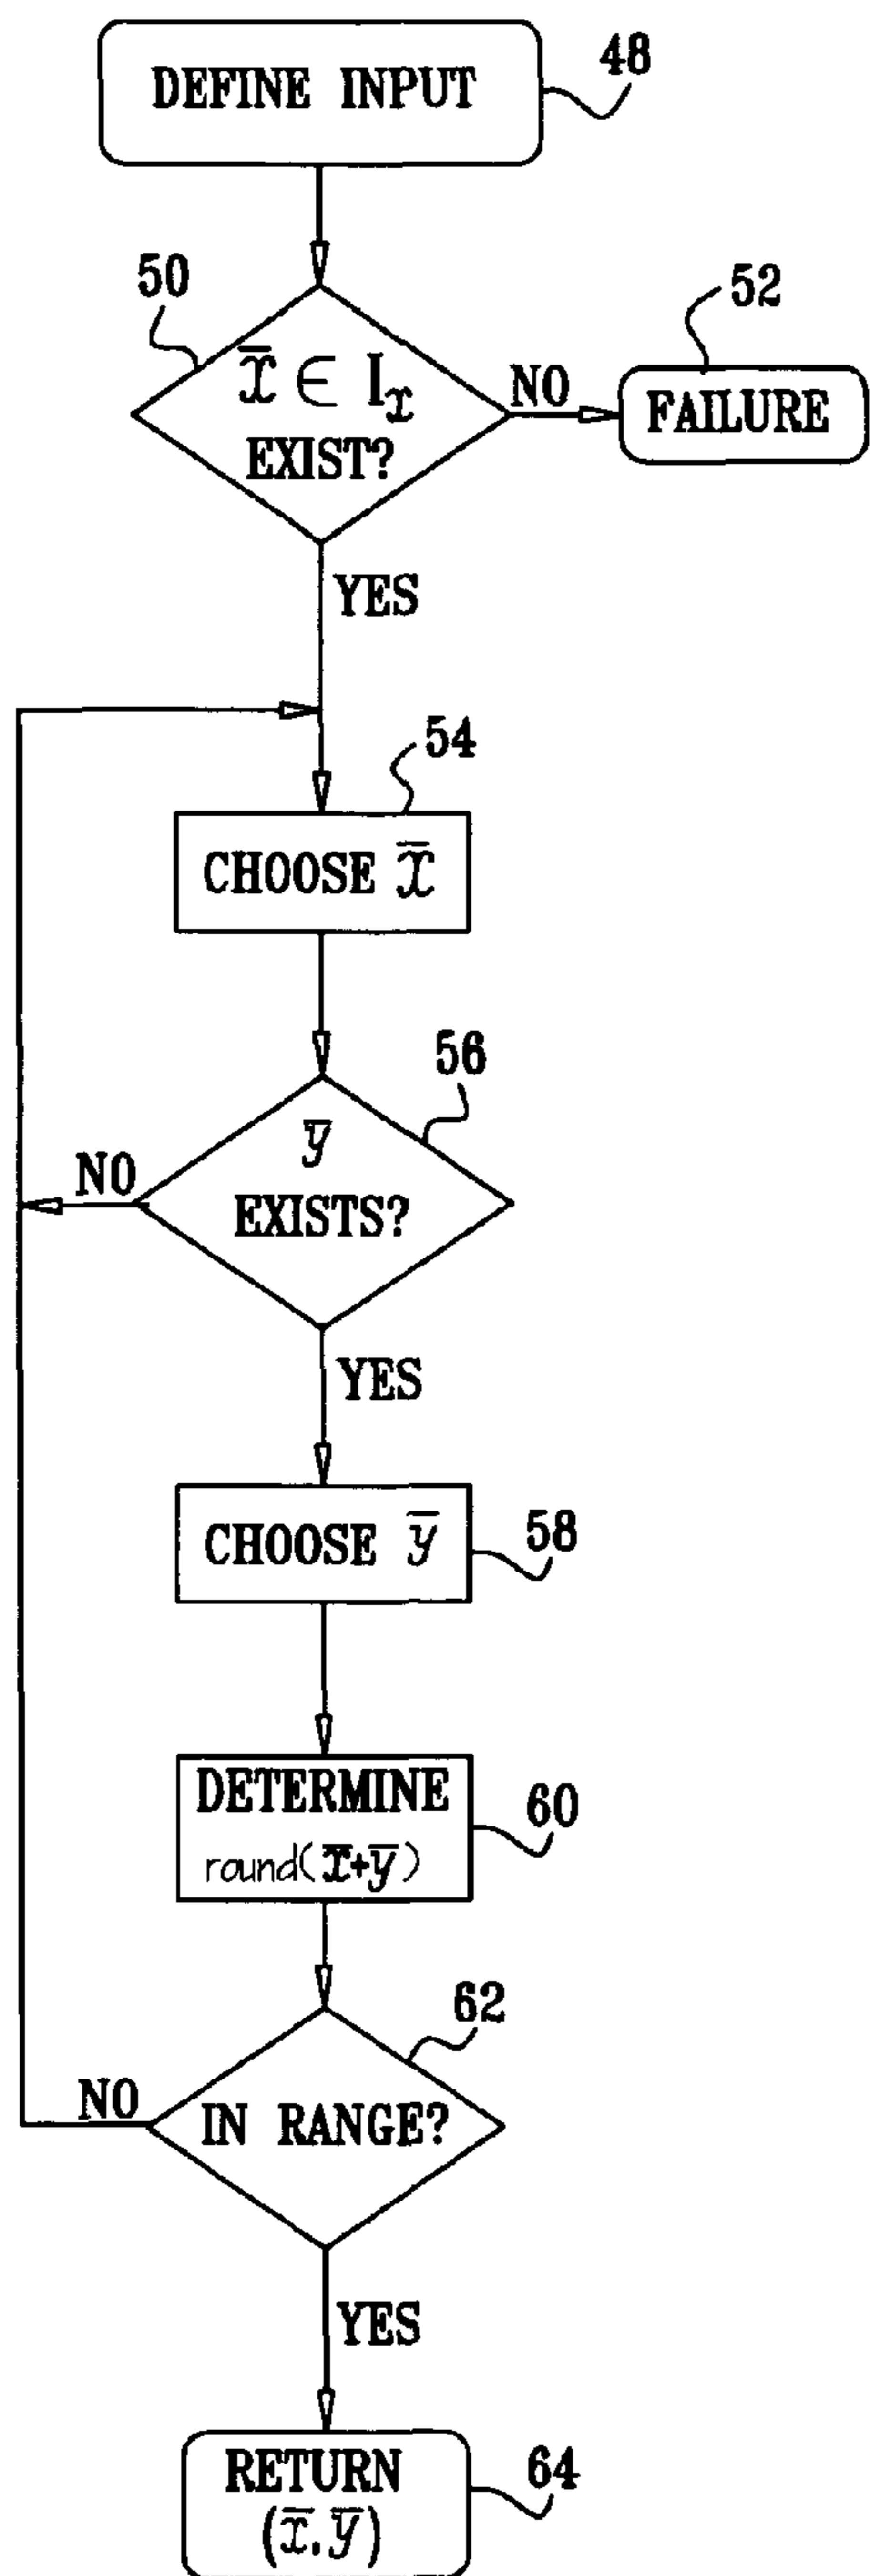 DEFINE INPUT
48
50
x̅ ∈ Iₓ
EXIST?
NO
52
FAILURE
YES
54
CHOOSE x̅
56
y̅
EXISTS?
NO
YES
CHOOSE y̅
58
DETERMINE
round(x̅+y̅)
60
62
IN RANGE?
NO
YES
RETURN
(x̅.y̅)
64